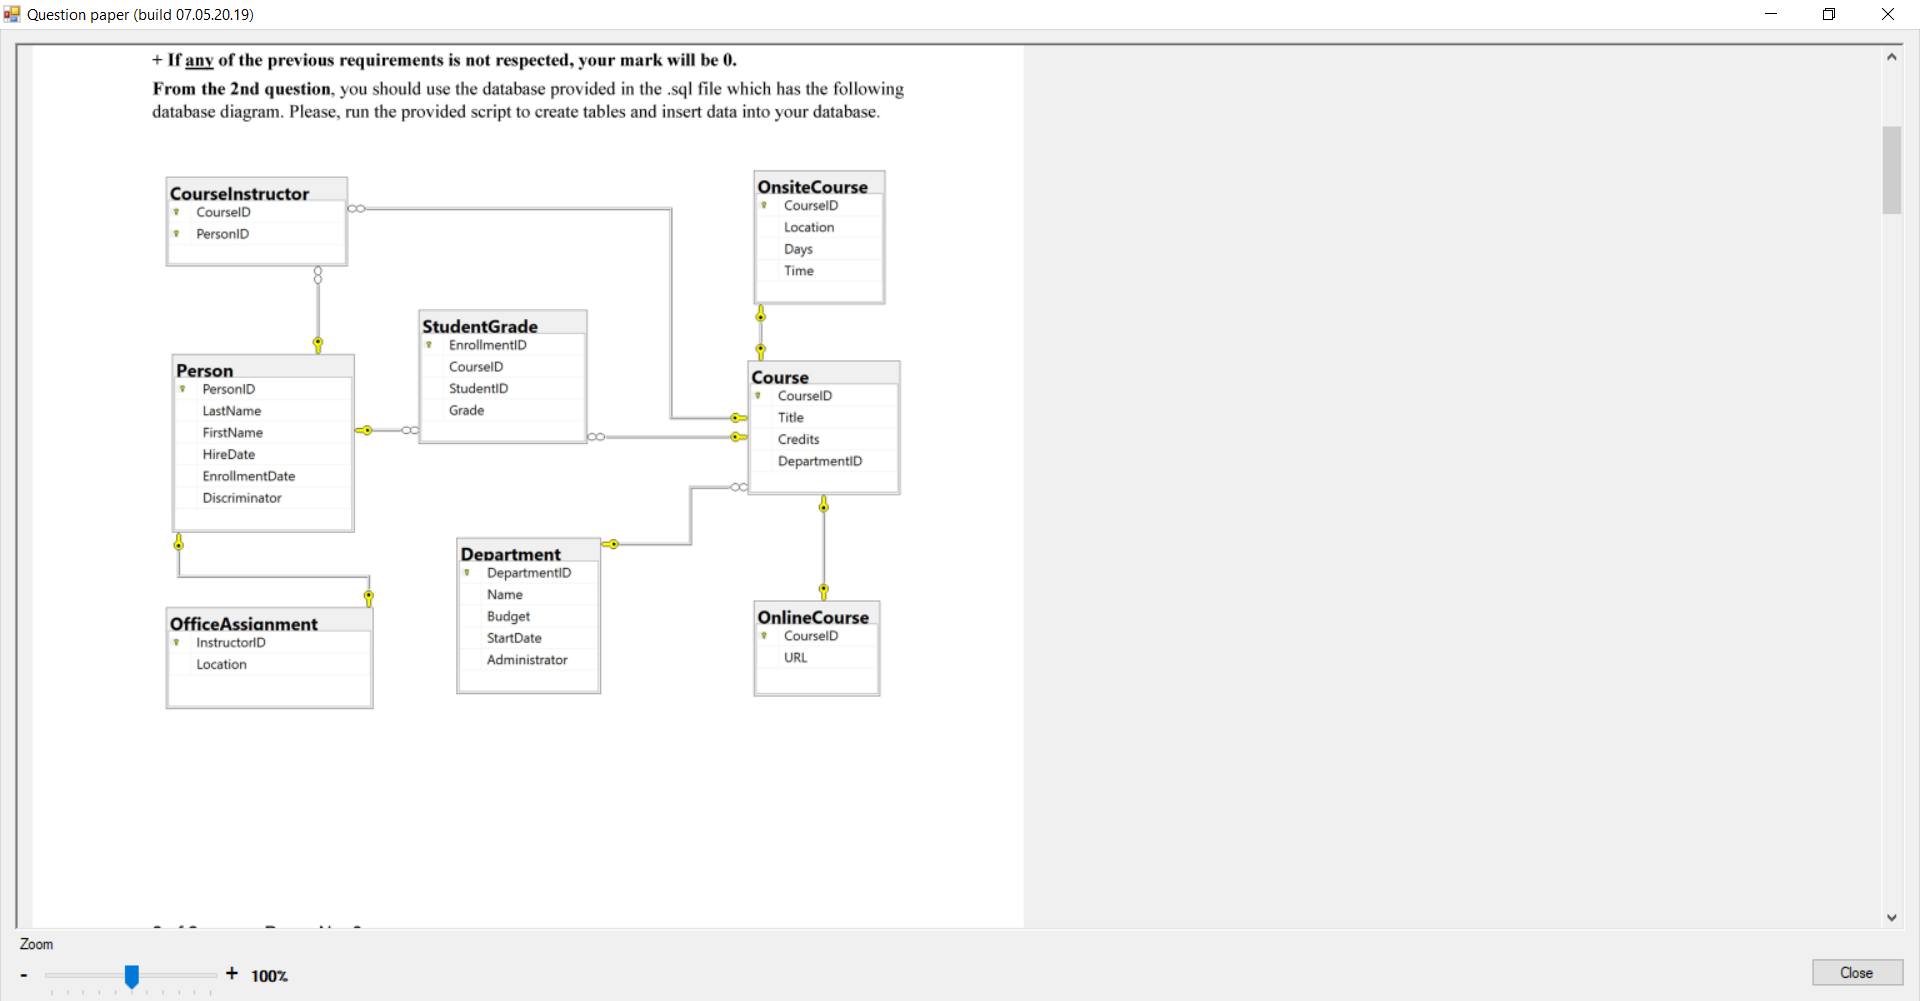 Question paper (build 07.05.20.19)
+ If any of the previous requirements is not respected, your mark will be 0.
From the 2nd question, you should use the database provided in the .sql file which has the following
database diagram. Please, run the provided script to create tables and insert data into your database.
CourseInstructor
CourseID
PersonID
OnsiteCourse
CourseID
Location
Days
Time
StudentGrade
EnrollmentID
CourseID
StudentID
Grade
Person
PersonID
LastName
FirstName
HireDate
EnrollmentDate
Discriminator
Course
CourseID
Title
Credits
DepartmentID
Department
DepartmentID
Name
Budget
StartDate
Administrator
OfficeAssignment
InstructorID
Location
OnlineCourse
CourseID
URL
Zoom
- + 100%
Close